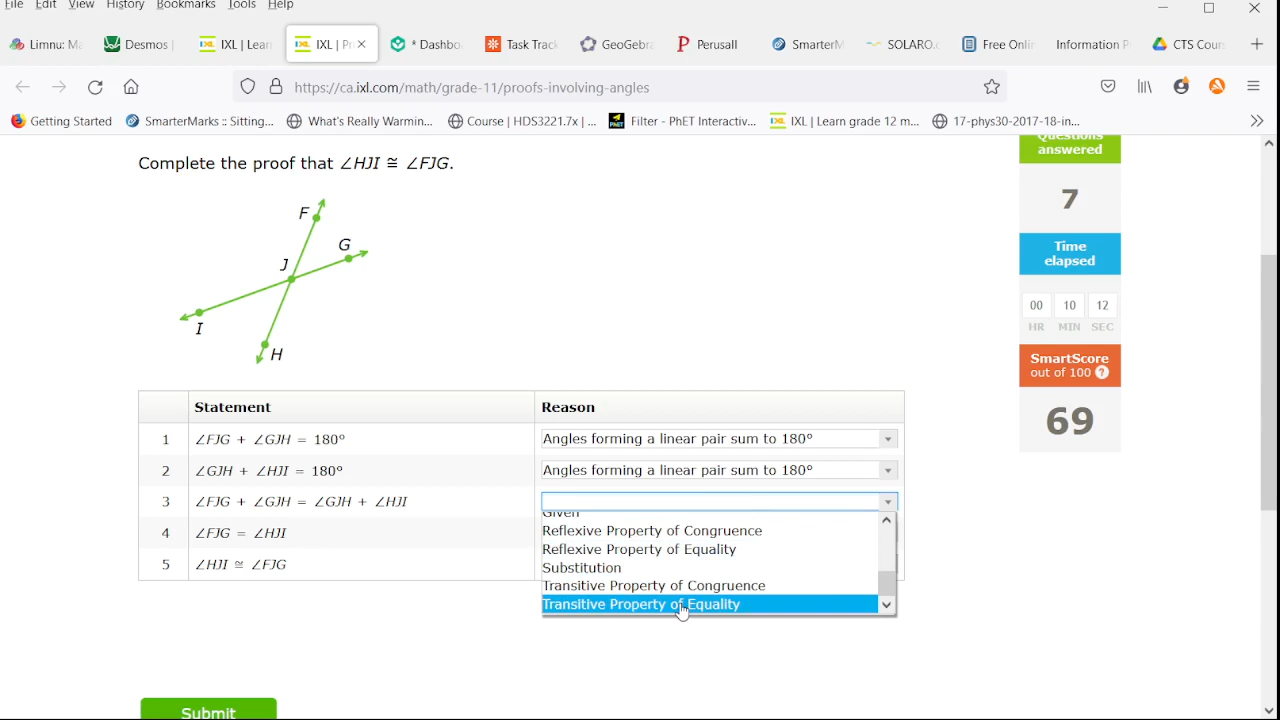 File Edit View History Bookmarks Tools Help
Limnu: Ma
Desmos |
IXL | Learn
IXL | Pr
* Dashbo
Task Track
GeoGebra
Perusall
SmarterM
SOLARO.c
Free Onlin
Information P
CTS Cour
https://ca.ixl.com/math/grade-11/proofs-involving-angles
Getting Started
SmarterMarks :: Sitting...
What's Really Warmin...
Course | HDS3221.7x | ...
Filter - PhET Interactiv...
IXL | Learn grade 12 m...
17-phys30-2017-18-in...
Complete the proof that ∠HJI ≅ ∠FJG.
F
G
J
I
H
Statement Reason
1 ∠FJG + ∠GJH = 180° Angles forming a linear pair sum to 180°
2 ∠GJH + ∠HJI = 180° Angles forming a linear pair sum to 180°
3 ∠FJG + ∠GJH = ∠GJH + ∠HJI
4 ∠FJG = ∠HJI
5 ∠HJI ≅ ∠FJG
Given
Reflexive Property of Congruence
Reflexive Property of Equality
Substitution
Transitive Property of Congruence
Transitive Property of Equality
Submit
Questions
answered
7
Time
elapsed
00 10 12
HR MIN SEC
SmartScore
out of 100 ?
69